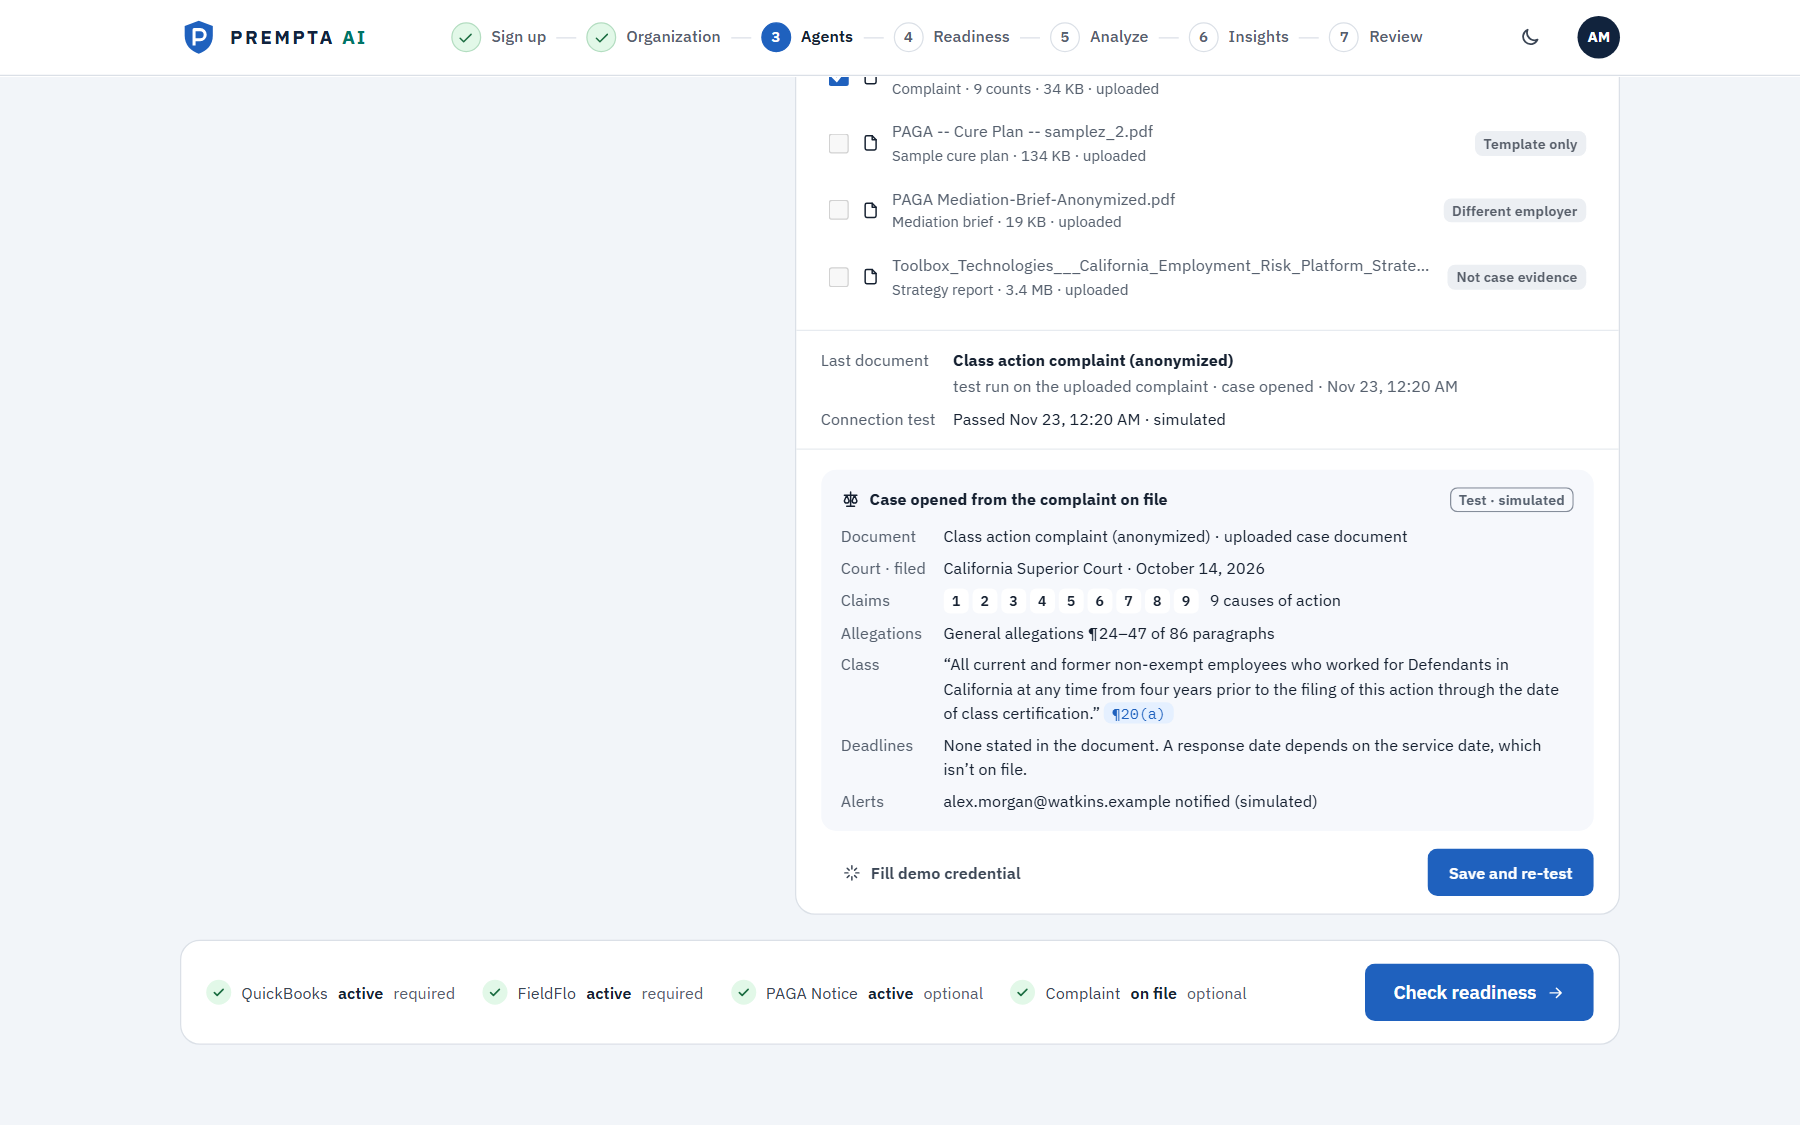 PREMPTA AI
Sign up
Organization
3 Agents
4 Readiness
5 Analyze
6 Insights
7 Review
AM
Complaint · 9 counts · 34 KB · uploaded
PAGA -- Cure Plan -- samplez_2.pdf
Sample cure plan · 134 KB · uploaded
Template only
PAGA Mediation-Brief-Anonymized.pdf
Mediation brief · 19 KB · uploaded
Different employer
Toolbox_Technologies___California_Employment_Risk_Platform_Strate...
Strategy report · 3.4 MB · uploaded
Not case evidence
Last document Class action complaint (anonymized)
test run on the uploaded complaint · case opened · Nov 23, 12:20 AM
Connection test Passed Nov 23, 12:20 AM · simulated
Case opened from the complaint on file
Test · simulated
Document Class action complaint (anonymized) · uploaded case document
Court · filed California Superior Court · October 14, 2026
Claims 1 2 3 4 5 6 7 8 9 9 causes of action
Allegations General allegations ¶24–47 of 86 paragraphs
Class “All current and former non-exempt employees who worked for Defendants in
California at any time from four years prior to the filing of this action through the date
of class certification.” ¶20(a)
Deadlines None stated in the document. A response date depends on the service date, which
isn’t on file.
Alerts alex.morgan@watkins.example notified (simulated)
Fill demo credential
Save and re-test
QuickBooks active required
FieldFlo active required
PAGA Notice active optional
Complaint on file optional
Check readiness →